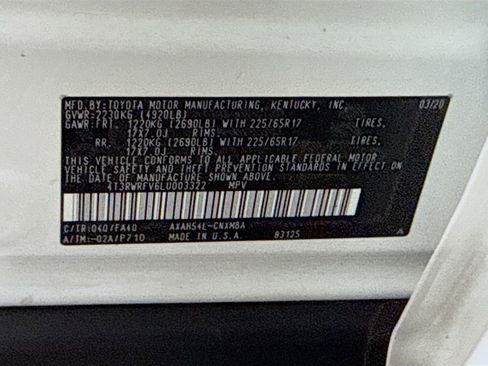 MFD.BY:TOYOTA MOTOR MANUFACTURING, KENTUCKY, INC. 03/20
GVWR:2230KG (4920LB)
GAWR:FRT. 1220KG (2690LB) WITH 225/65R17 TIRES,
17X7.0J RIMS.
RR. 1220KG (2690LB) WITH 225/65R17 TIRES,
17X7.0J RIMS.
THIS VEHICLE CONFORMS TO ALL APPLICABLE FEDERAL MOTOR
VEHICLE SAFETY AND THEFT PREVENTION STANDARDS IN EFFECT
ON THE DATE OF MANUFACTURE SHOWN ABOVE.
4T3RWRFV6LU003322 MPV
C/TR:040/FA40 AXAH54L-CNXMBA
A/TM:-02A/P710 MADE IN U.S.A. 83125 A